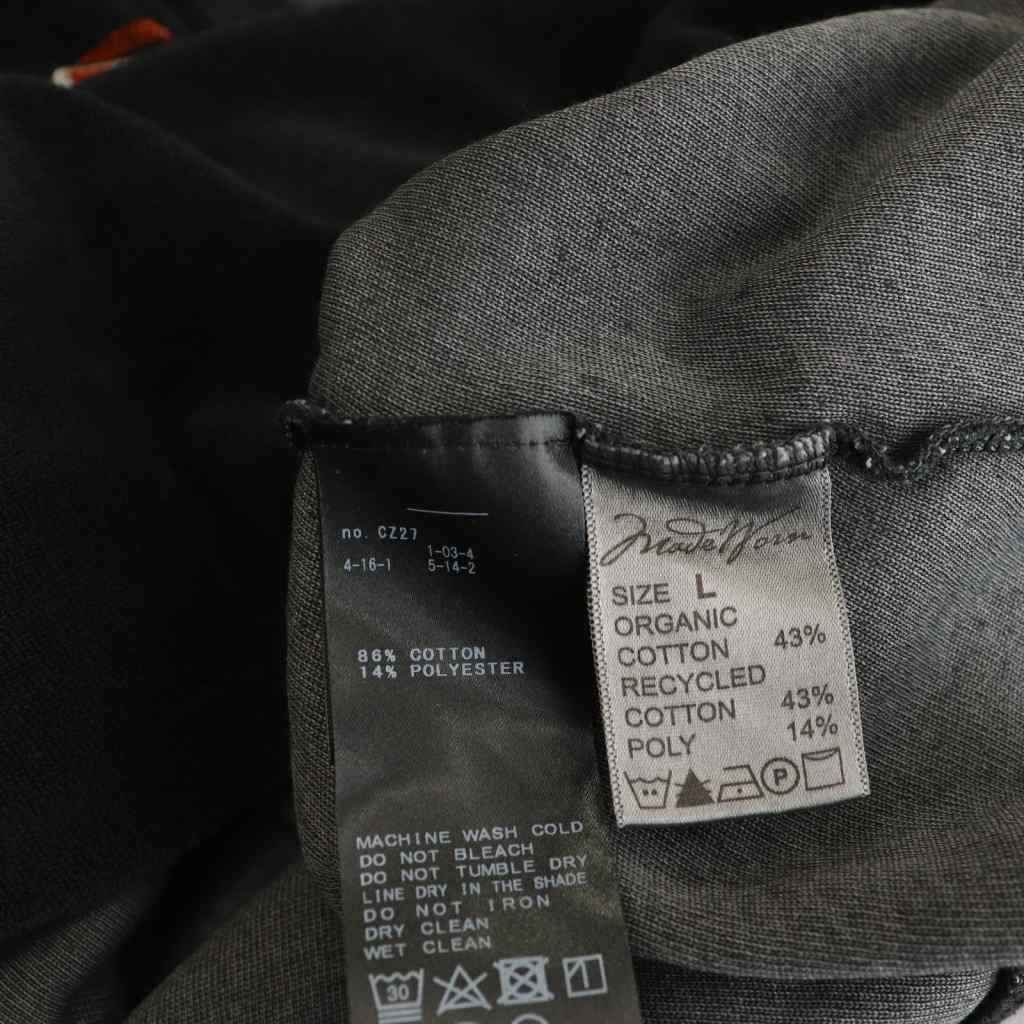 no. CZ27
1-03-4
4-16-1 5-14-2
86% COTTON
14% POLYESTER
MACHINE WASH COLD
DO NOT BLEACH
DO NOT TUMBLE DRY
LINE DRY IN THE SHADE
DO NOT IRON
DRY CLEAN
WET CLEAN
30
MadeWorn
SIZE L
ORGANIC
COTTON 43%
RECYCLED
COTTON 43%
POLY 14%
P